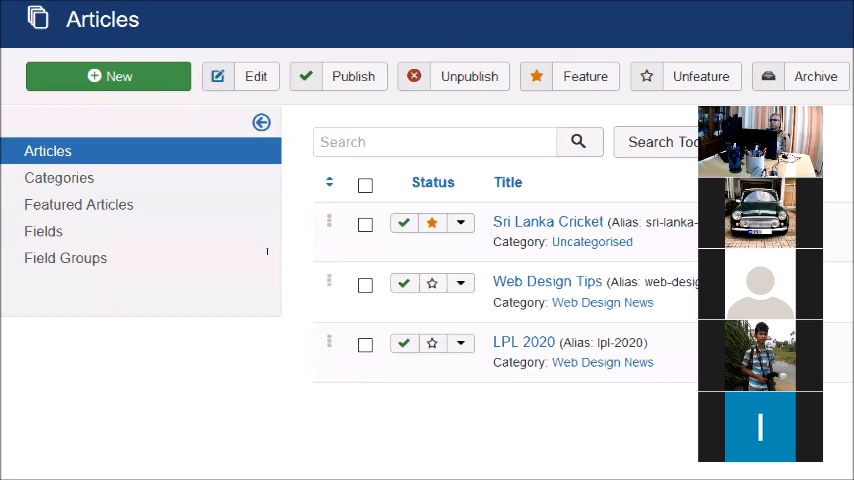 Articles
New Edit Publish Unpublish Feature Unfeature Archive
Articles
Categories
Featured Articles
Fields
Field Groups
Search Search Too
Status Title
Sri Lanka Cricket (Alias: sri-lanka-
Category: Uncategorised
Web Design Tips (Alias: web-desig
Category: Web Design News
LPL 2020 (Alias: lpl-2020)
Category: Web Design News
I